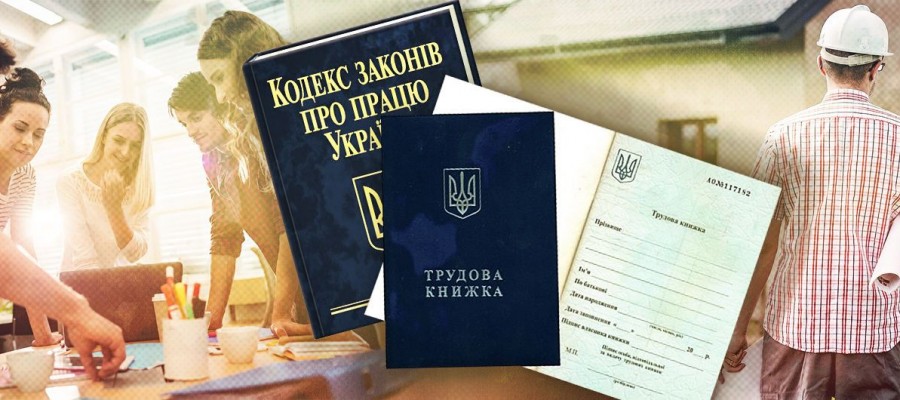 Кодекс законів
про працю
Украї
ТРУДОВА
КНИЖКА
АО№117182
Трудова книжка
Прізвище
Ім'я
По батькові
Дата народження
Дата заповнення « » 20 р.
Підпис власника книжки
М.П.
Підпис особи, відповідальної
за видачу трудових книжок